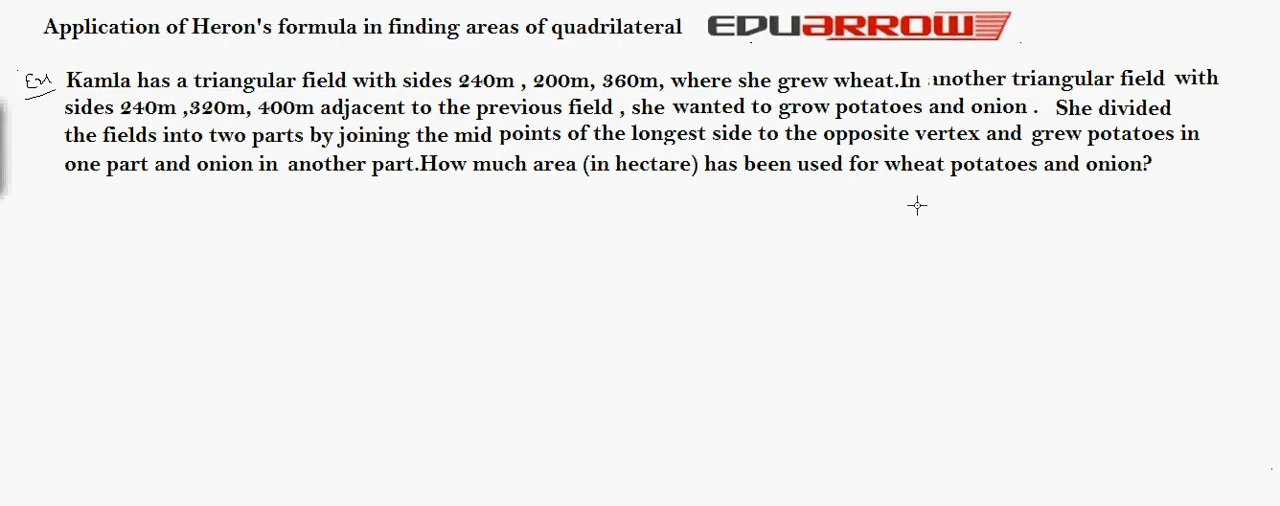 Application of Heron's formula in finding areas of quadrilateral EDUARROW
Ex Kamla has a triangular field with sides 240m , 200m, 360m, where she grew wheat.In another triangular field with
sides 240m ,320m, 400m adjacent to the previous field , she wanted to grow potatoes and onion . She divided
the fields into two parts by joining the mid points of the longest side to the opposite vertex and grew potatoes in
one part and onion in another part.How much area (in hectare) has been used for wheat potatoes and onion?